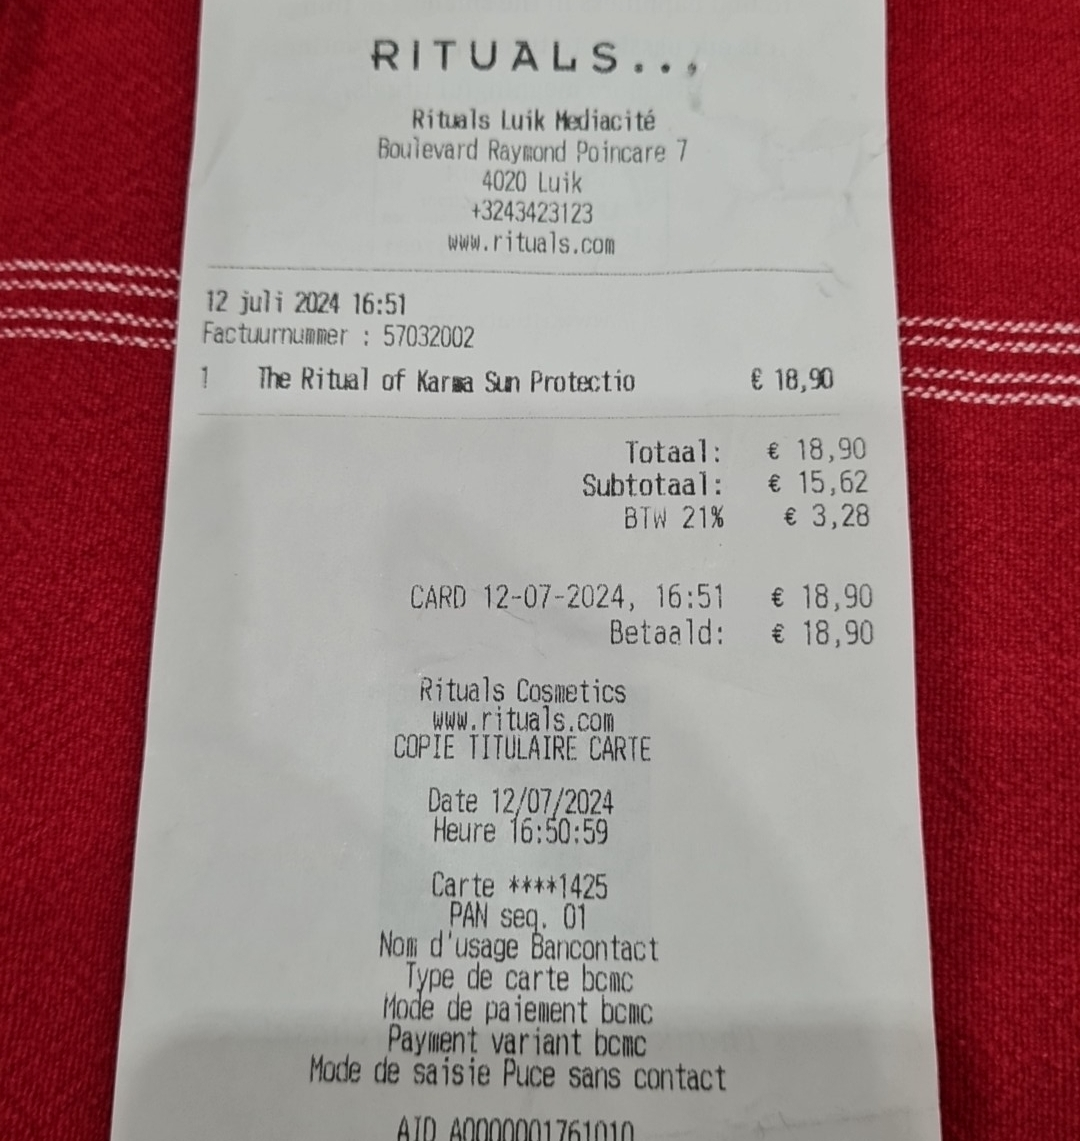 RITUALS...
Rituals Luik Mediacité
Boulevard Raymond Poincare 7
4020 Luik
+3243423123
www.rituals.com
12 juli 2024 16:51
Factuurnummer : 57032002
1 The Ritual of Karma Sun Protectio € 18,90
Totaal: € 18,90
Subtotaal: € 15,62
BTW 21% € 3,28
CARD 12-07-2024, 16:51 € 18,90
Betaald: € 18,90
Rituals Cosmetics
www.rituals.com
COPIE TITULAIRE CARTE
Date 12/07/2024
Heure 16:50:59
Carte ****1425
PAN seq. 01
Nom d'usage Bancontact
Type de carte bcmc
Mode de paiement bcmc
Payment variant bcmc
Mode de saisie Puce sans contact
AID A0000001761010